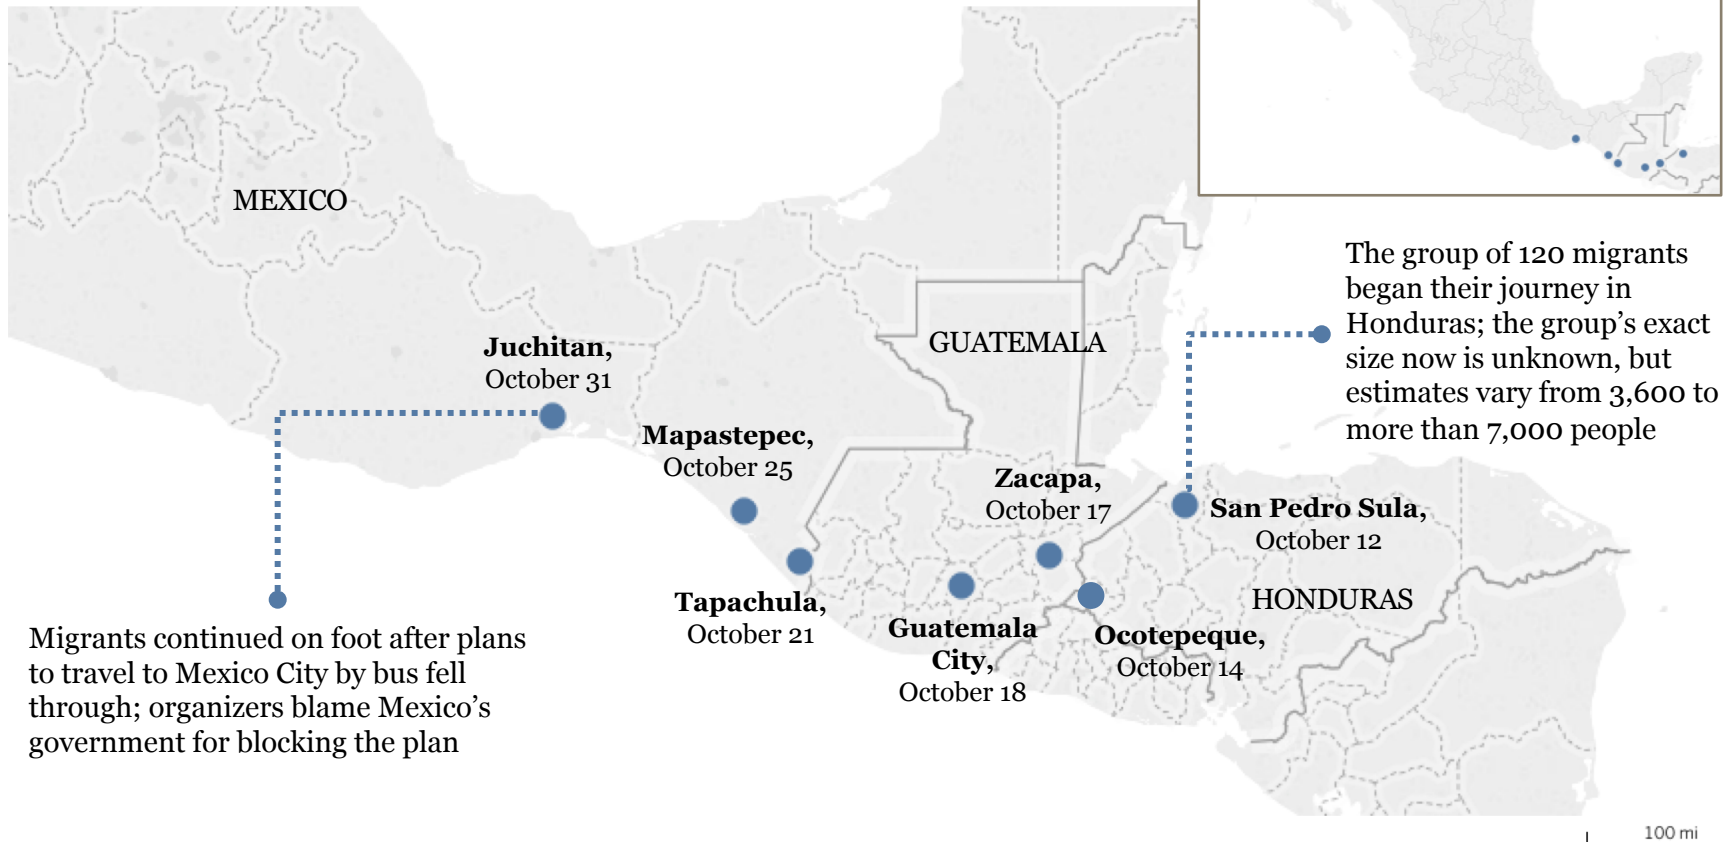 MEXICO
GUATEMALA
HONDURAS
Juchitan,
October 31
Mapastepec,
October 25
Tapachula,
October 21
Guatemala
City,
October 18
Zacapa,
October 17
Ocotepeque,
October 14
San Pedro Sula,
October 12
The group of 120 migrants
began their journey in
Honduras; the group’s exact
size now is unknown, but
estimates vary from 3,600 to
more than 7,000 people
Migrants continued on foot after plans
to travel to Mexico City by bus fell
through; organizers blame Mexico’s
government for blocking the plan
100 mi